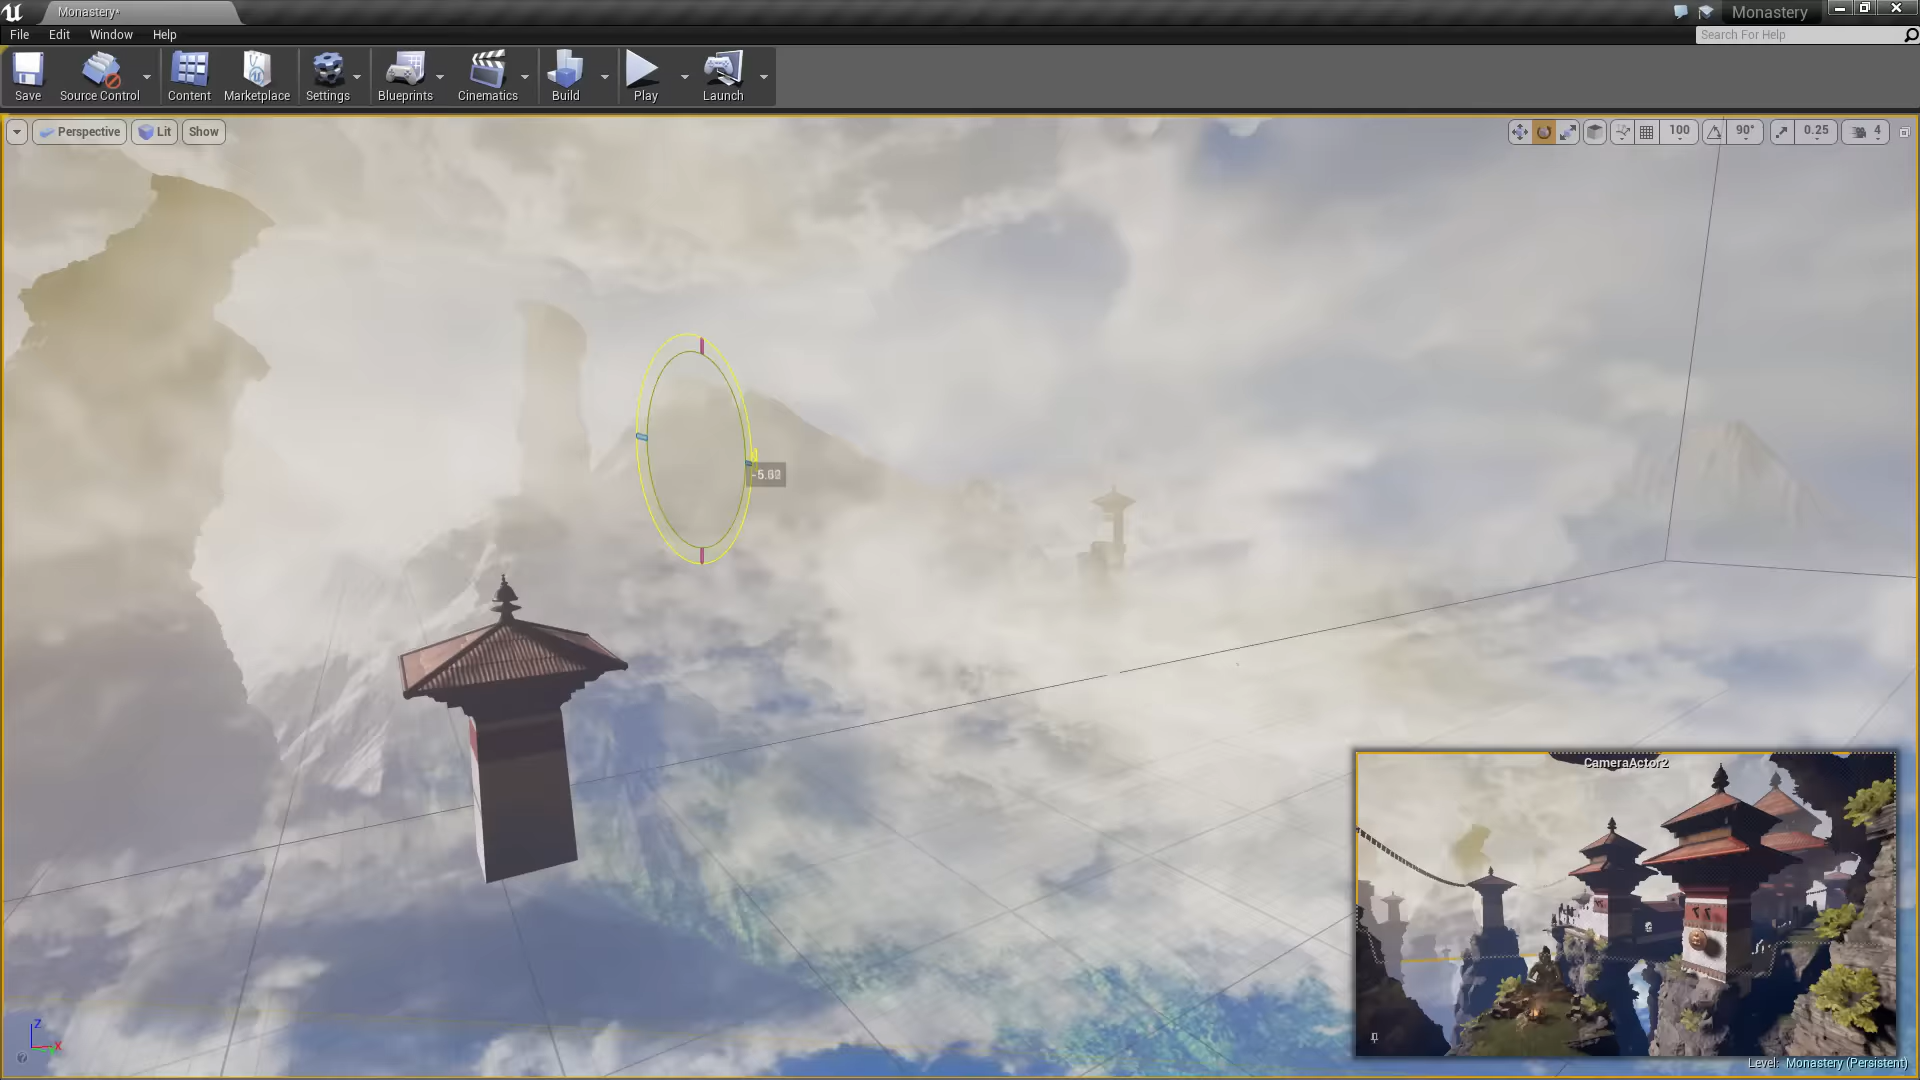 Monastery*
Monastery
File Edit Window Help
Search For Help
Save Source Control Content Marketplace Settings Blueprints Cinematics Build Play Launch
Perspective Lit Show
100 90° 0.25 4
CameraActor2
Z
X
Level: Monastery (Persistent)